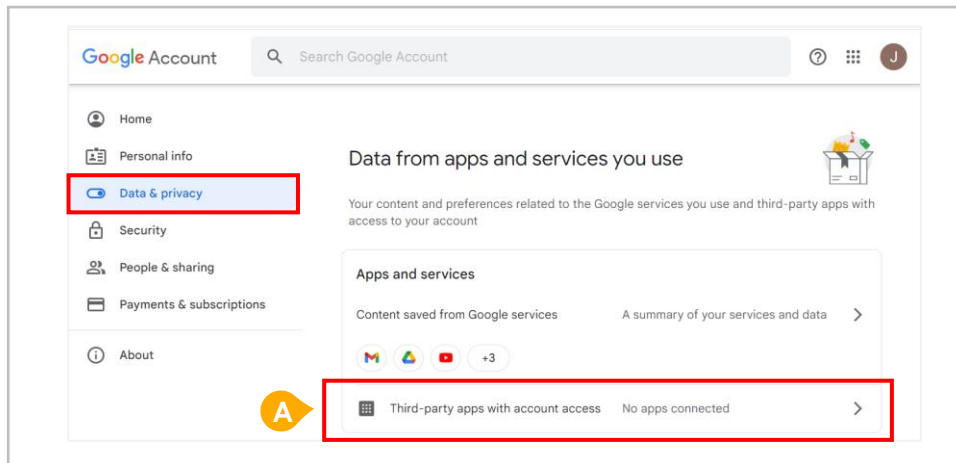 Google Account
Search Google Account
J
Home
Personal info
Data & privacy
Security
People & sharing
Payments & subscriptions
About
Data from apps and services you use
Your content and preferences related to the Google services you use and third-party apps with
access to your account
Apps and services
Content saved from Google services A summary of your services and data
+3
A
Third-party apps with account access No apps connected